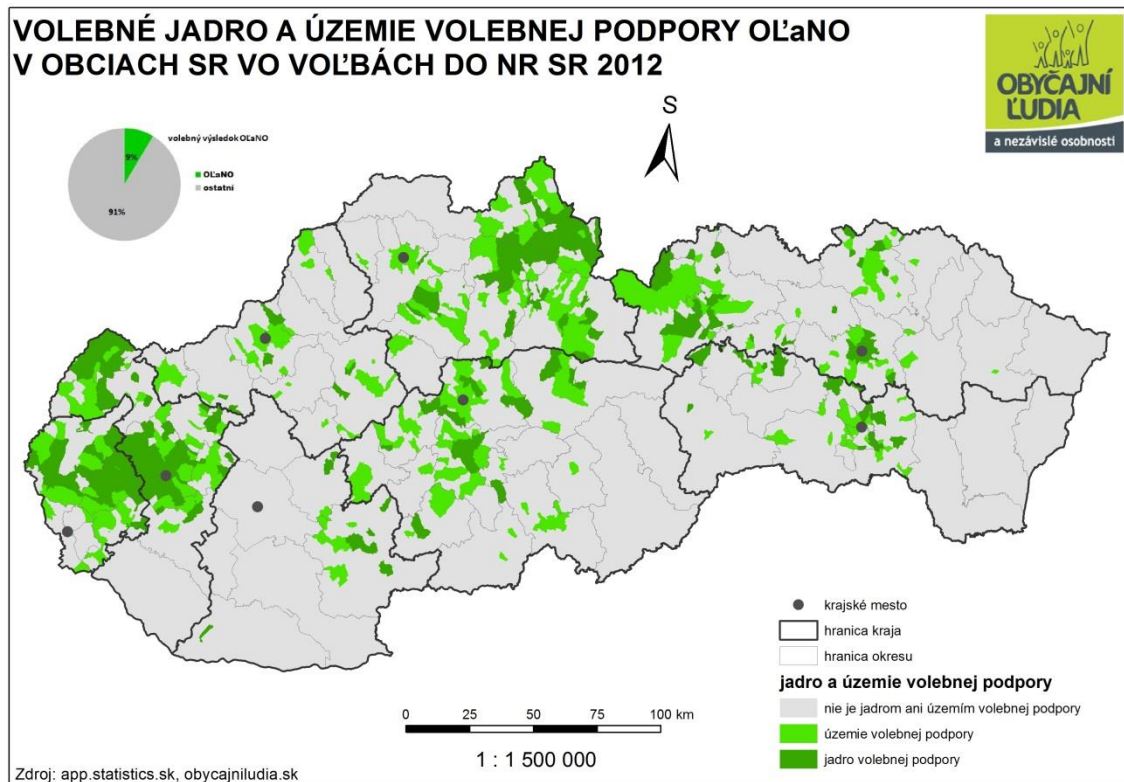 VOLEBNÉ JADRO A ÚZEMIE VOLEBNEJ PODPORY OĽaNO
V OBCIACH SR VO VOĽBÁCH DO NR SR 2012
OBYČAJNÍ
ĽUDIA
a nezávislé osobnosti
S
volebný výsledok OĽaNO
9%
OĽaNO
ostatní
91%
krajské mesto
hranica kraja
hranica okresu
jadro a územie volebnej podpory
nie je jadrom ani územím volebnej podpory
územie volebnej podpory
jadro volebnej podpory
0 25 50 75 100 km
1 : 1 500 000
Zdroj: app.statistics.sk, obycajniludia.sk